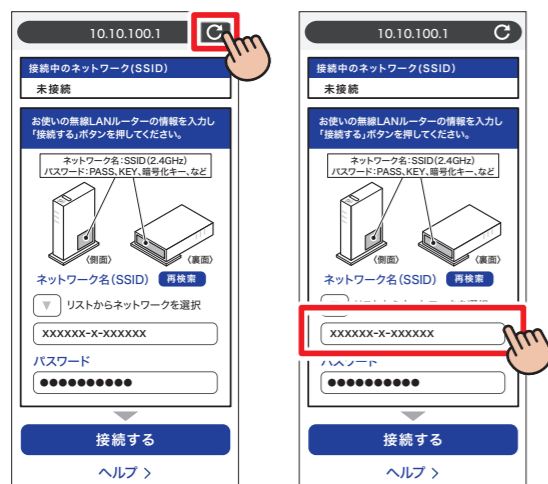 10.10.100.1
接続中のネットワーク(SSID)
未接続
お使いの無線LANルーターの情報を入力し
「接続する」ボタンを押してください。
ネットワーク名:SSID(2.4GHz)
パスワード:PASS、KEY、暗号化キー、など
〈側面〉
〈裏面〉
ネットワーク名(SSID)
再検索
▼ リストからネットワークを選択
XXXXXX-X-XXXXXX
パスワード
●●●●●●●●●●
接続する
ヘルプ >
10.10.100.1
接続中のネットワーク(SSID)
未接続
お使いの無線LANルーターの情報を入力し
「接続する」ボタンを押してください。
ネットワーク名:SSID(2.4GHz)
パスワード:PASS、KEY、暗号化キー、など
〈側面〉
〈裏面〉
ネットワーク名(SSID)
再検索
XXXXXX-X-XXXXXX
パスワード
●●●●●●●●●●
接続する
ヘルプ >